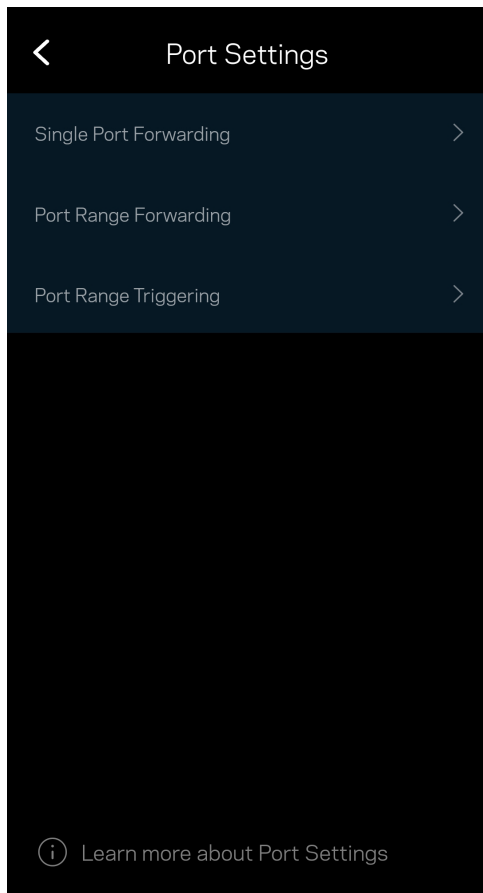 Port Settings
Single Port Forwarding
Port Range Forwarding
Port Range Triggering
Learn more about Port Settings